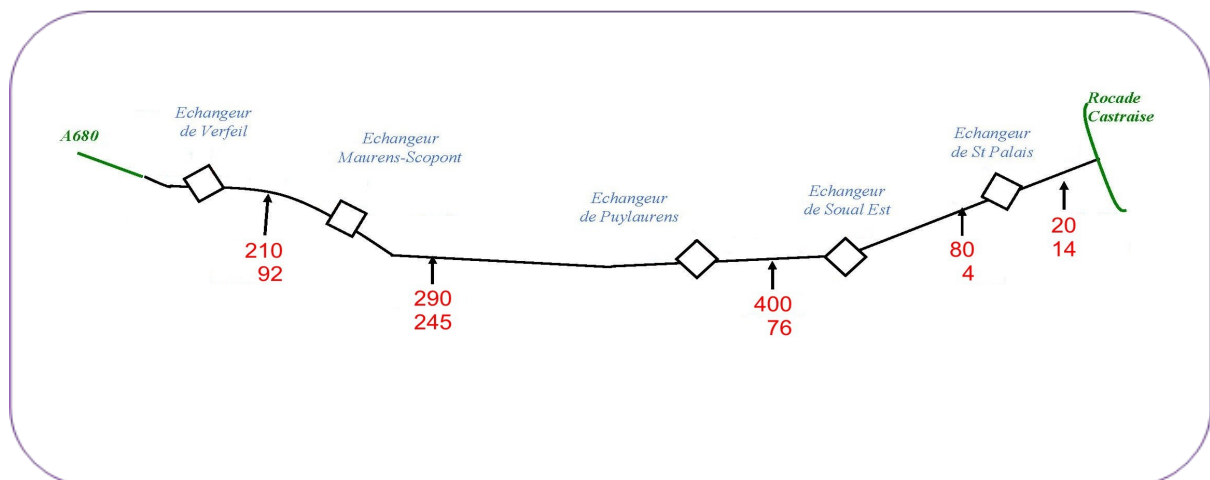 A680
Echangeur
de Verfeil
Echangeur
Maurens-Scopont
Echangeur
de Puylaurens
Echangeur
de Soual Est
Echangeur
de St Palais
Rocade
Castraise
210
92
290
245
400
76
80
4
20
14